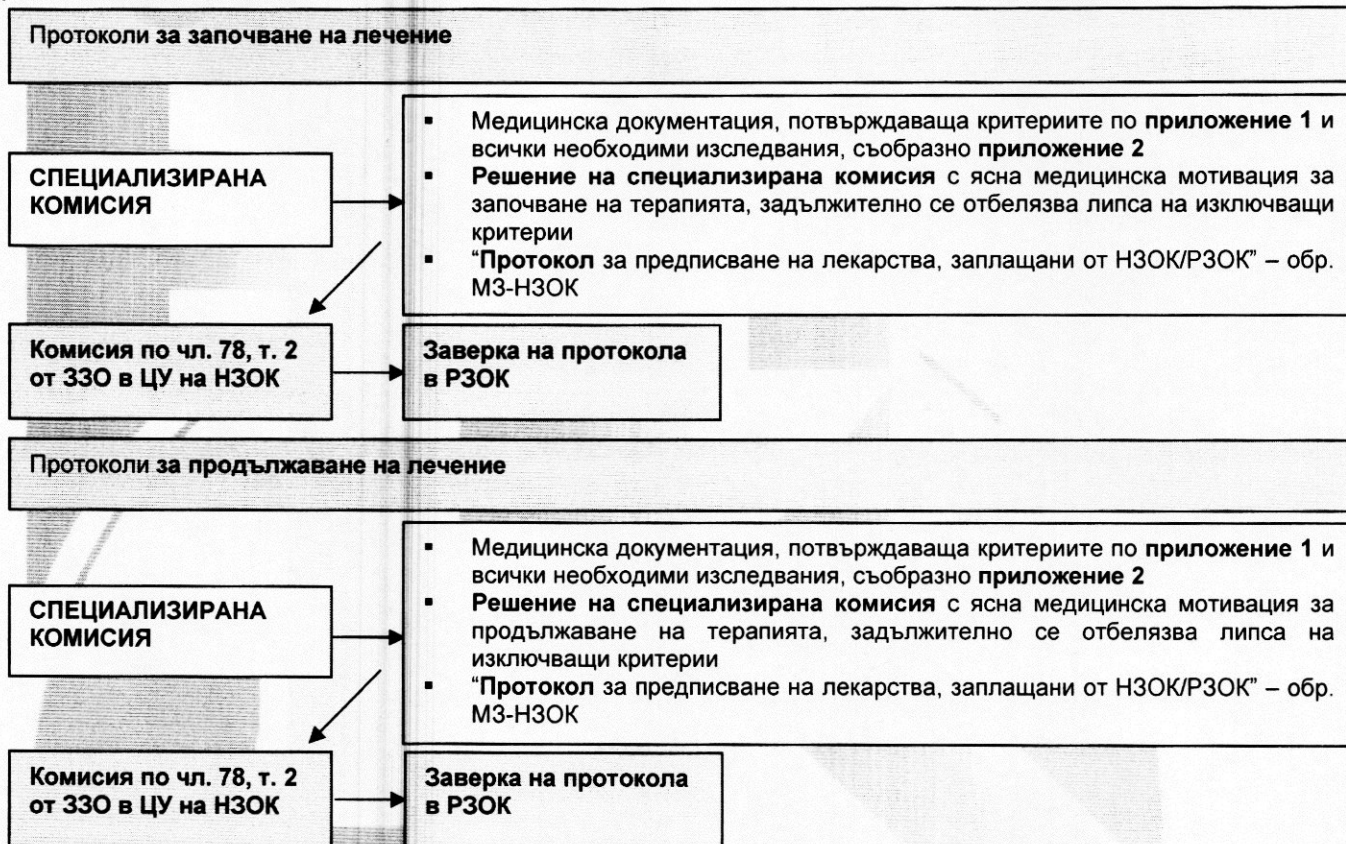 Протоколи за започване на лечение
СПЕЦИАЛИЗИРАНА
КОМИСИЯ
▪ Медицинска документация, потвърждаваща критериите по приложение 1 и
всички необходими изследвания, съобразно приложение 2
▪ Решение на специализирана комисия с ясна медицинска мотивация за
започване на терапията, задължително се отбелязва липса на изключващи
критерии
▪ “Протокол за предписване на лекарства, заплащани от НЗОК/РЗОК” – обр.
МЗ-НЗОК
Комисия по чл. 78, т. 2
от ЗЗО в ЦУ на НЗОК
Заверка на протокола
в РЗОК
Протоколи за продължаване на лечение
СПЕЦИАЛИЗИРАНА
КОМИСИЯ
▪ Медицинска документация, потвърждаваща критериите по приложение 1 и
всички необходими изследвания, съобразно приложение 2
▪ Решение на специализирана комисия с ясна медицинска мотивация за
продължаване на терапията, задължително се отбелязва липса на
изключващи критерии
▪ “Протокол за предписване на лекарства, заплащани от НЗОК/РЗОК” – обр.
МЗ-НЗОК
Комисия по чл. 78, т. 2
от ЗЗО в ЦУ на НЗОК
Заверка на протокола
в РЗОК